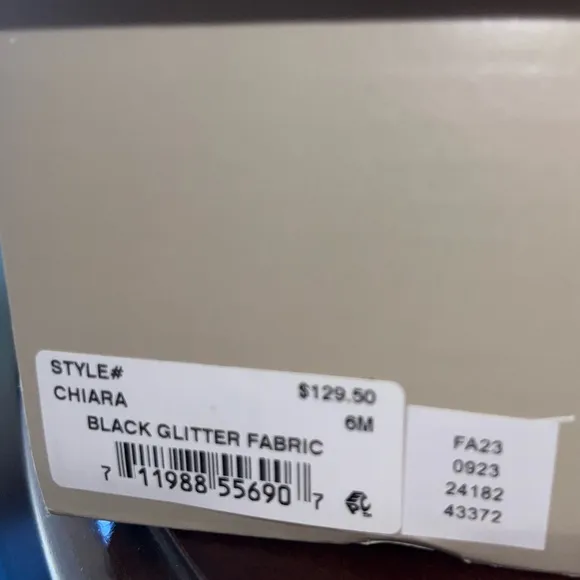 STYLE#
CHIARA $129.50
6M
BLACK GLITTER FABRIC
7 11988 55690 7
FA23
0923
24182
43372